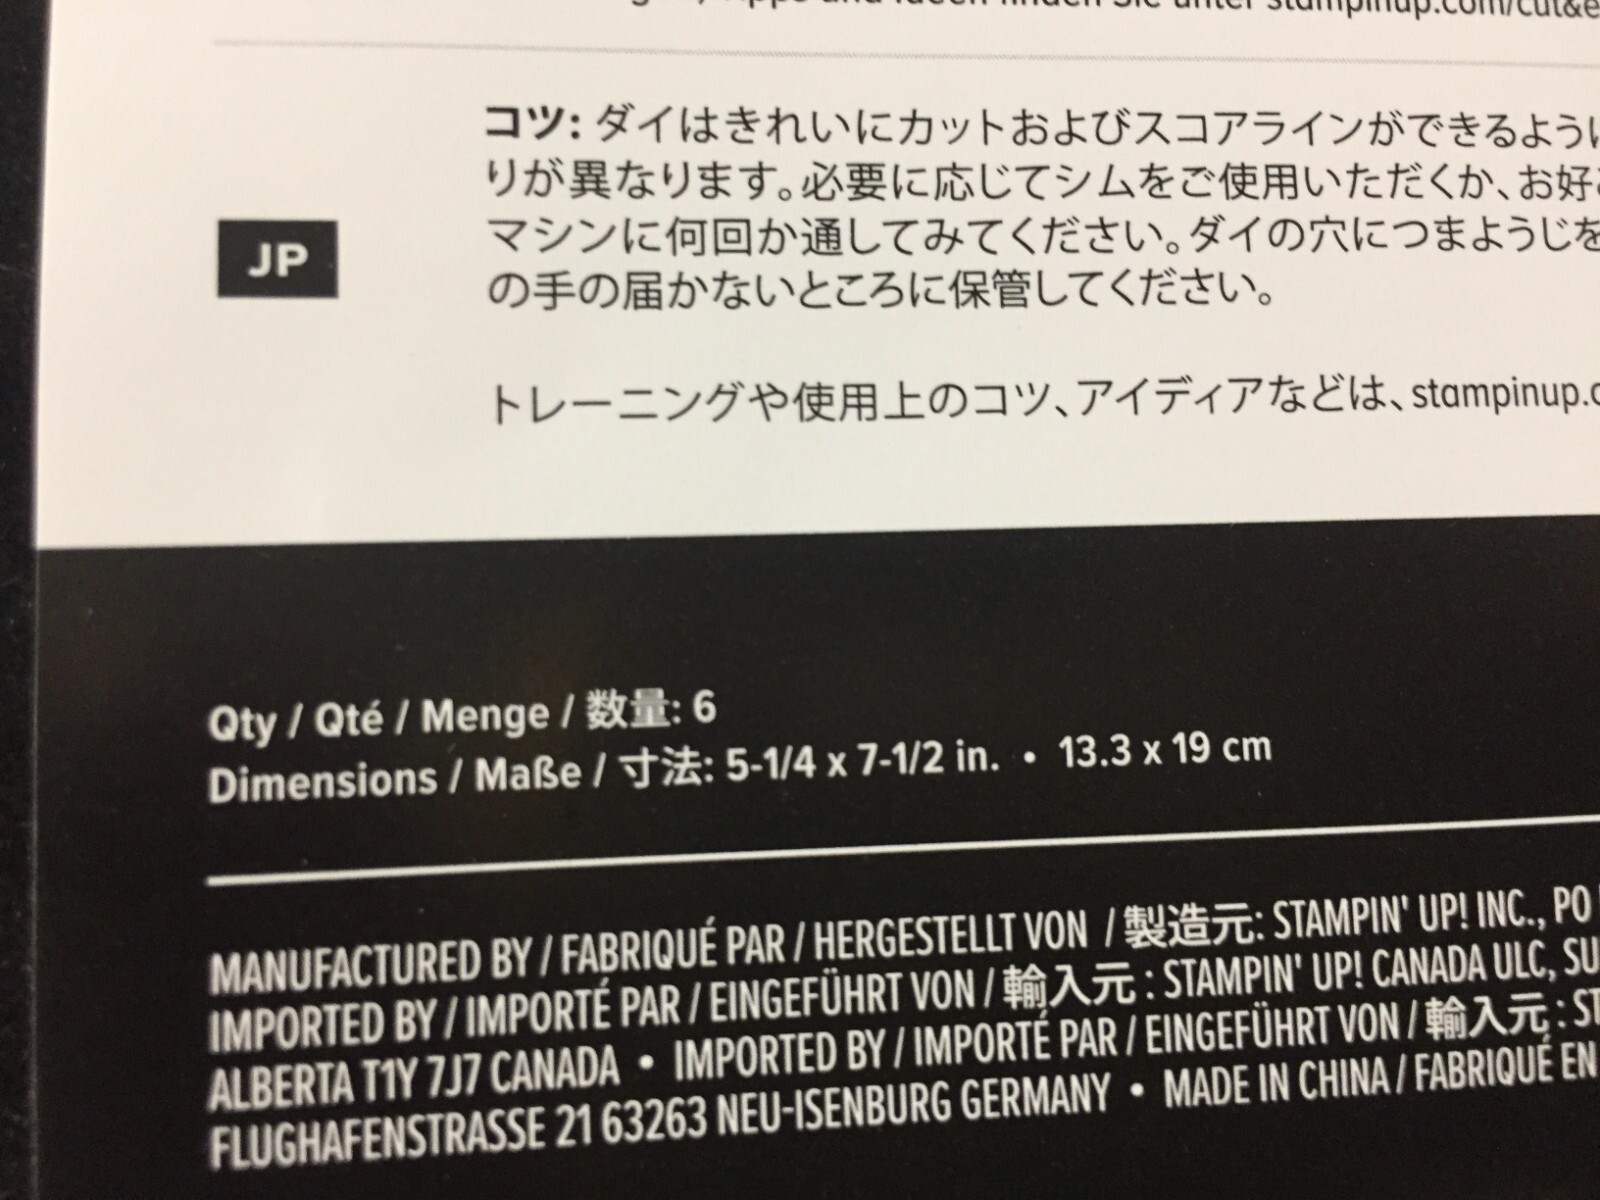 finden Sie unter stampinup.com/cut&e
コツ: ダイはきれいにカットおよびスコアラインができるように
りが異なります。必要に応じてシムをご使用いただくか、お好
JP
マシンに何回か通してみてください。ダイの穴につまようじを
の手の届かないところに保管してください。
トレーニングや使用上のコツ、アイディアなどは、stampinup.c
Qty / Qté / Menge / 数量: 6
Dimensions / Maße / 寸法: 5-1/4 x 7-1/2 in. • 13.3 x 19 cm
MANUFACTURED BY / FABRIQUÉ PAR / HERGESTELLT VON / 製造元: STAMPIN' UP! INC., PO
IMPORTED BY / IMPORTÉ PAR / EINGEFÜHRT VON / 輸入元 : STAMPIN' UP! CANADA ULC, SU
ALBERTA T1Y 7J7 CANADA • IMPORTED BY / IMPORTÉ PAR / EINGEFÜHRT VON / 輸入元 : ST
FLUGHAFENSTRASSE 21 63263 NEU-ISENBURG GERMANY • MADE IN CHINA / FABRIQUÉ EN